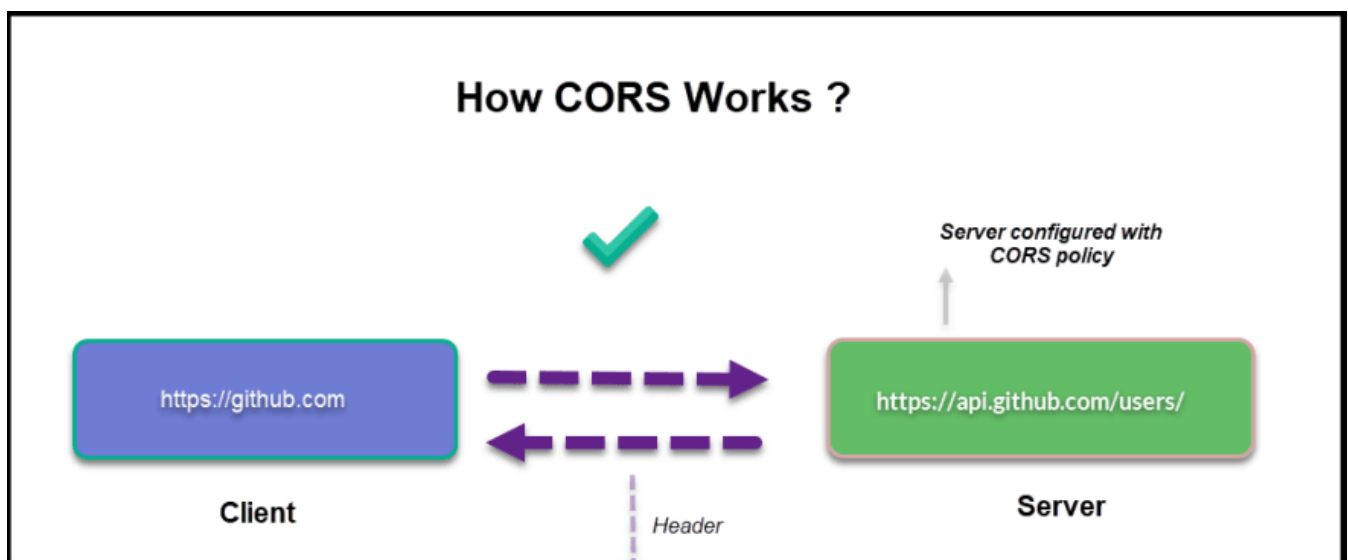 How CORS Works ?
Server configured with
CORS policy
https://github.com
https://api.github.com/users/
Client
Server
Header